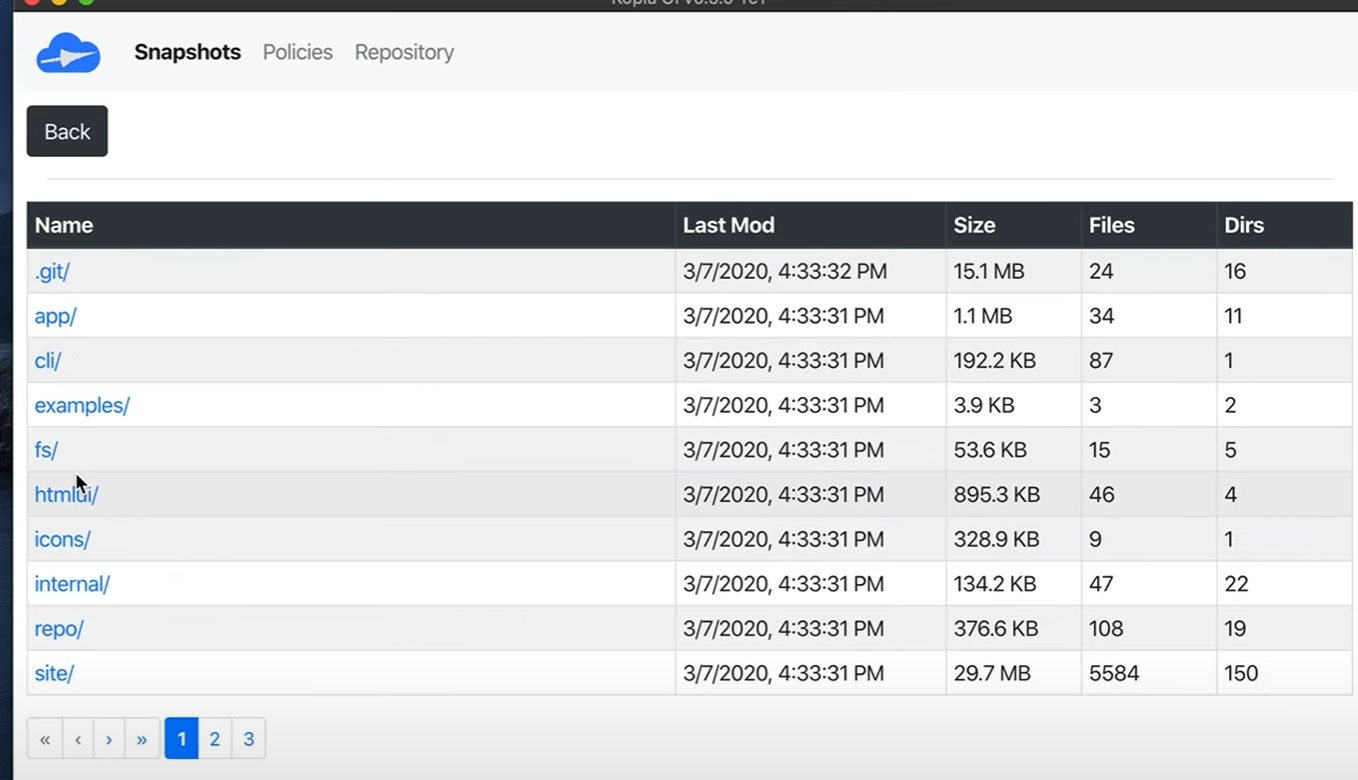 Snapshots Policies Repository
Back
Name Last Mod Size Files Dirs
.git/ 3/7/2020, 4:33:32 PM 15.1 MB 24 16
app/ 3/7/2020, 4:33:31 PM 1.1 MB 34 11
cli/ 3/7/2020, 4:33:31 PM 192.2 KB 87 1
examples/ 3/7/2020, 4:33:31 PM 3.9 KB 3 2
fs/ 3/7/2020, 4:33:31 PM 53.6 KB 15 5
htmlui/ 3/7/2020, 4:33:31 PM 895.3 KB 46 4
icons/ 3/7/2020, 4:33:31 PM 328.9 KB 9 1
internal/ 3/7/2020, 4:33:31 PM 134.2 KB 47 22
repo/ 3/7/2020, 4:33:31 PM 376.6 KB 108 19
site/ 3/7/2020, 4:33:31 PM 29.7 MB 5584 150
« ‹ › » 1 2 3